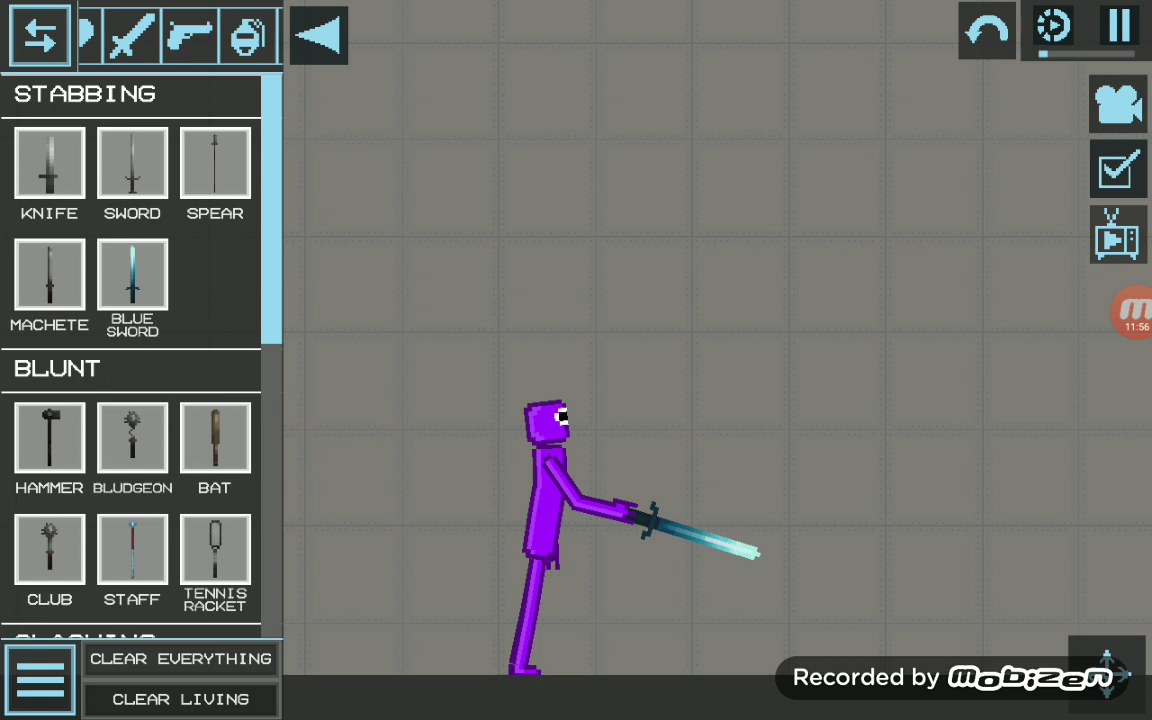 STABBING
KNIFE
SWORD
SPEAR
MACHETE
BLUE
SWORD
BLUNT
HAMMER
BLUDGEON
BAT
CLUB
STAFF
TENNIS
RACKET
CLEAR EVERYTHING
CLEAR LIVING
11:56
Recorded by mobizen